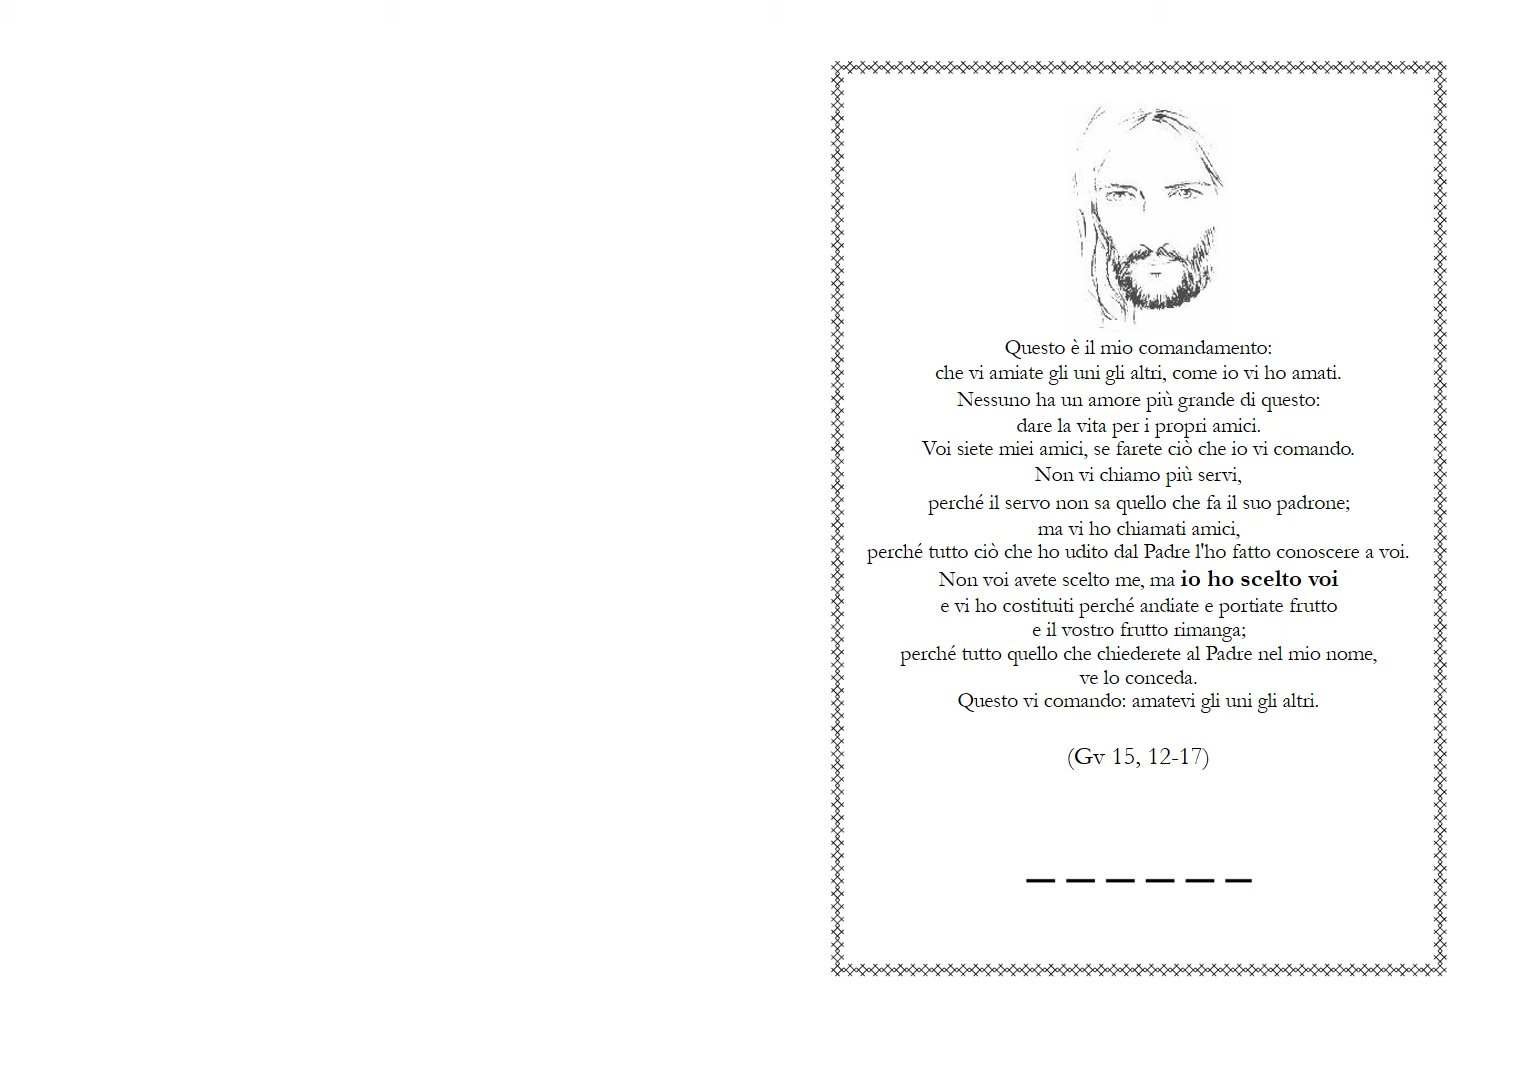 Questo è il mio comandamento:
che vi amiate gli uni gli altri, come io vi ho amati.
Nessuno ha un amore più grande di questo:
dare la vita per i propri amici.
Voi siete miei amici, se farete ciò che io vi comando.
Non vi chiamo più servi,
perché il servo non sa quello che fa il suo padrone;
ma vi ho chiamati amici,
perché tutto ciò che ho udito dal Padre l'ho fatto conoscere a voi.
Non voi avete scelto me, ma io ho scelto voi
e vi ho costituiti perché andiate e portiate frutto
e il vostro frutto rimanga;
perché tutto quello che chiederete al Padre nel mio nome,
ve lo conceda.
Questo vi comando: amatevi gli uni gli altri.
(Gv 15, 12-17)